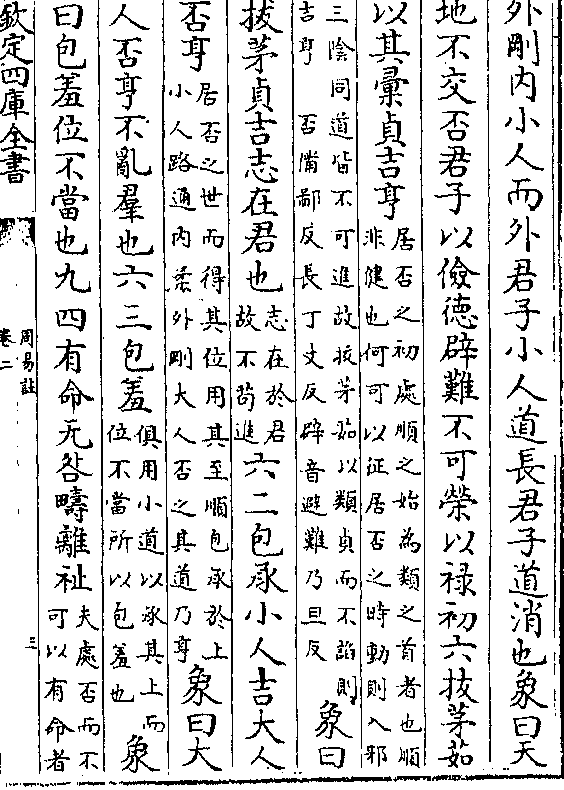 外剛内小人而外君子小人道長君子道消也象曰天
地不交否君子以儉德辟難不可榮以禄初六拔茅茹
以其彙貞吉亨居否之初處順之始為類之首者也順非健也何可以征居否之時動則入邪
三陰同道皆不可進故拔茅茹以類貞而不諂則吉亨否備鄙反長丁丈反辟音避難乃旦反象曰
拔茅貞吉志在君也志在於君故不苟進六二包承小人吉大人
否亨居否之世而得其位用其至順包承於上小人路通内柔外剛大人否之其道乃亨象曰大
人否亨不亂羣也六三包羞俱用小道以承其上而位不當所以包羞也象
曰包羞位不當也九四有命无咎疇離祉夫處否而不可以有命者
欽定四庫全書
周易註
卷二
三